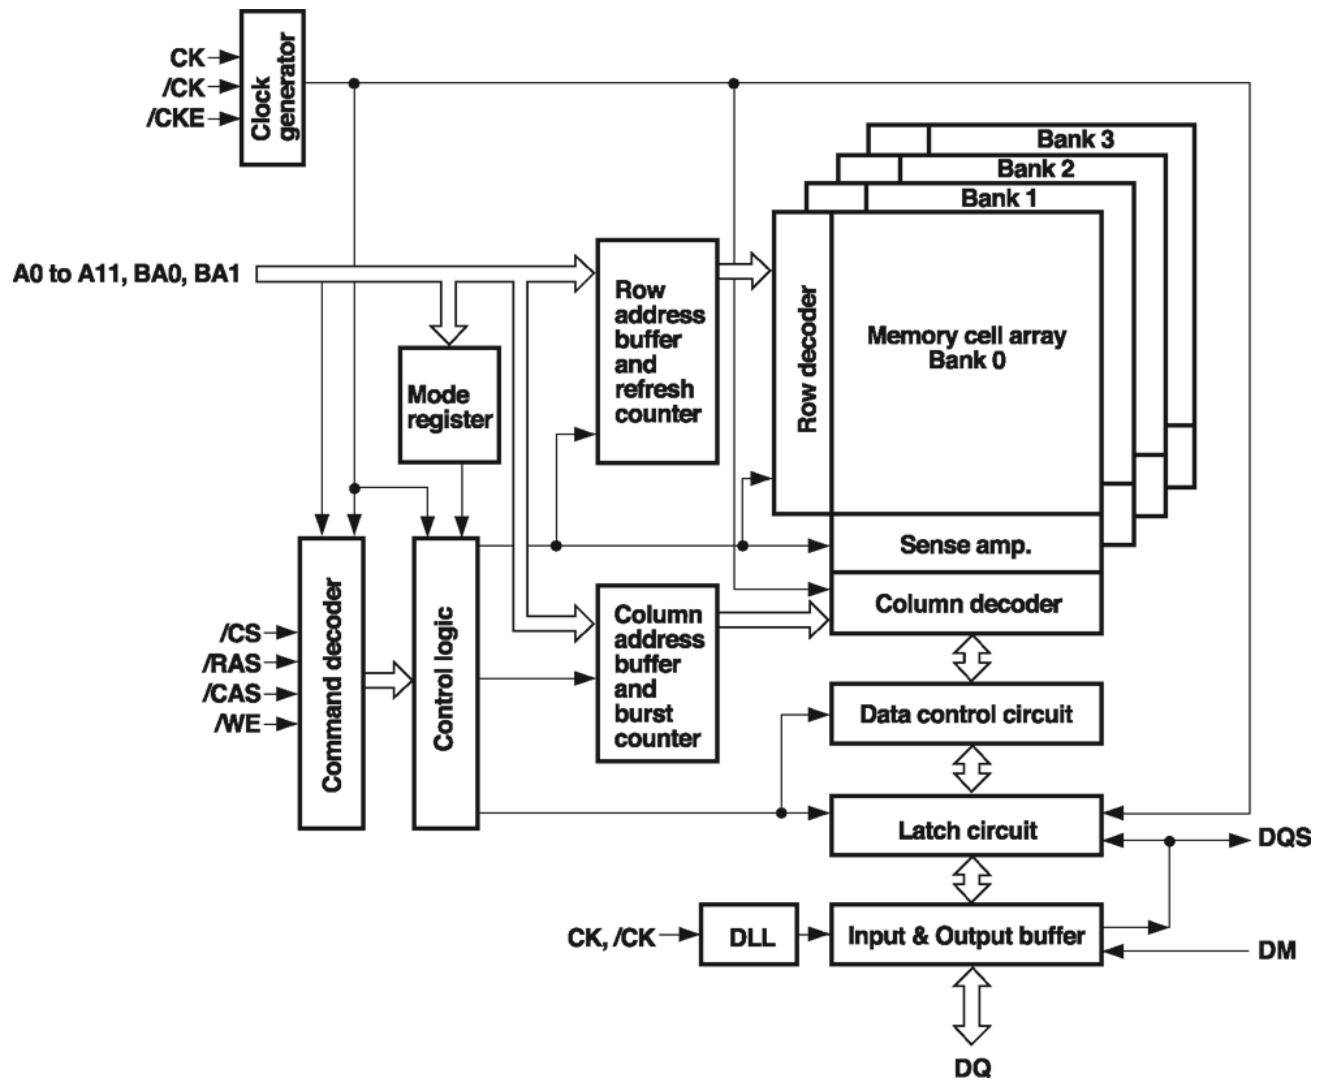 CK
/CK
/CKE
Clock
generator
Bank 3
Bank 2
Bank 1
A0 to A11, BA0, BA1
Row
address
buffer
and
refresh
counter
Row decoder
Memory cell array
Bank 0
Mode
register
Sense amp.
Column decoder
Command decoder
Control logic
Column
address
buffer
and
burst
counter
/CS
/RAS
/CAS
/WE
Data control circuit
Latch circuit
DQS
CK, /CK
DLL
Input & Output buffer
DM
DQ